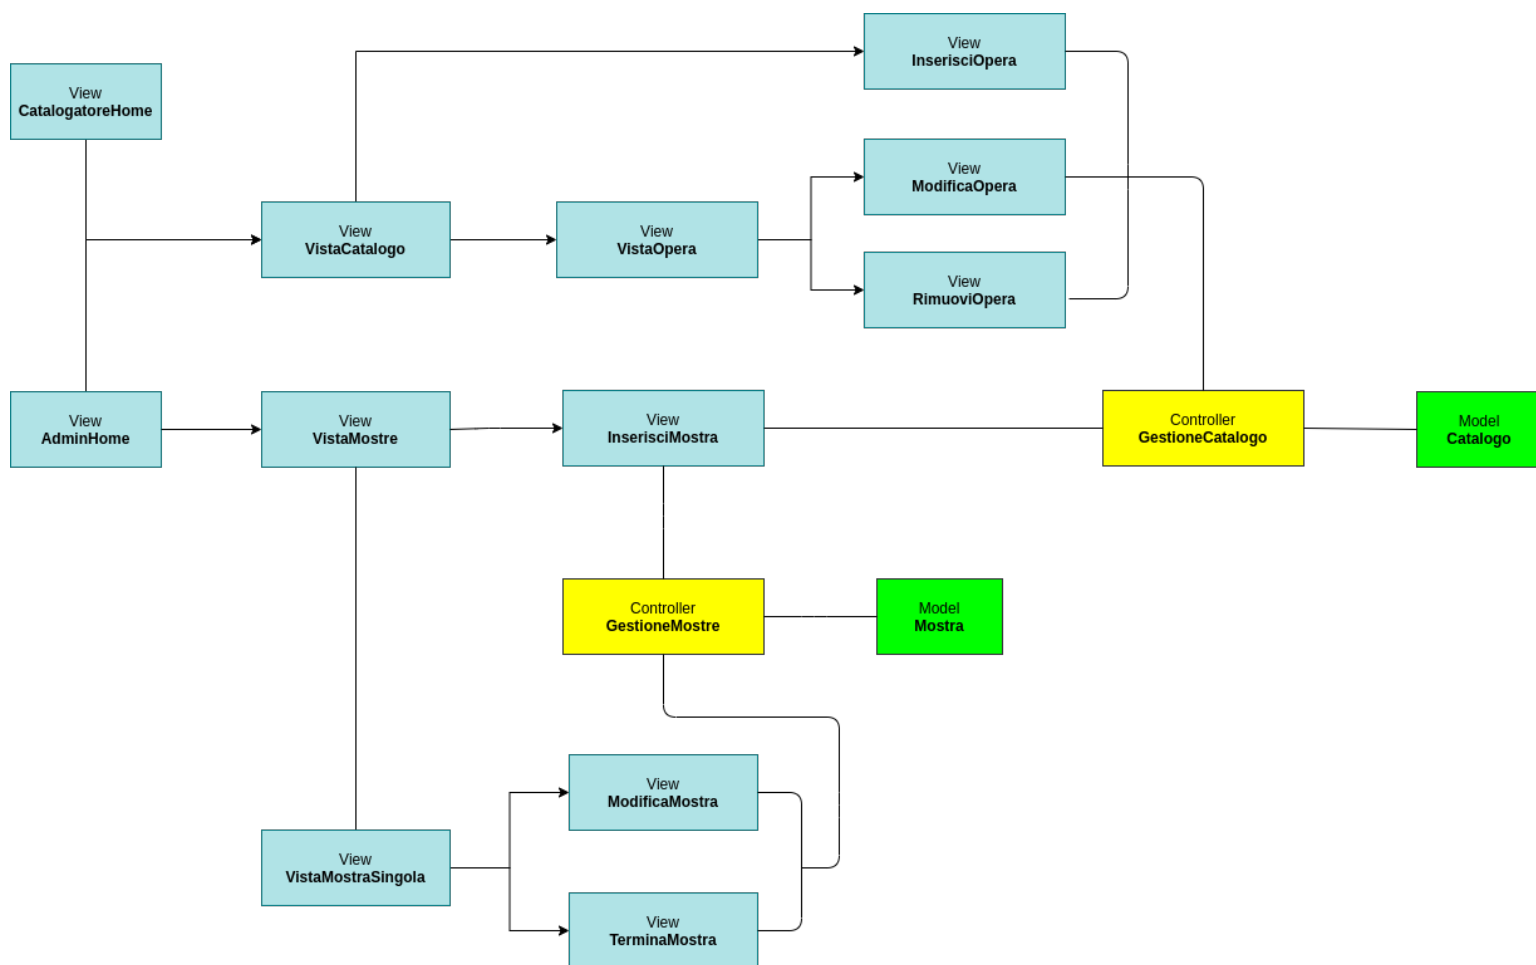 View
InserisciOpera
View
CatalogatoreHome
View
ModificaOpera
View
VistaCatalogo
View
VistaOpera
View
RimuoviOpera
View
AdminHome
View
VistaMostre
View
InserisciMostra
Controller
GestioneCatalogo
Model
Catalogo
Controller
GestioneMostre
Model
Mostra
View
ModificaMostra
View
VistaMostraSingola
View
TerminaMostra